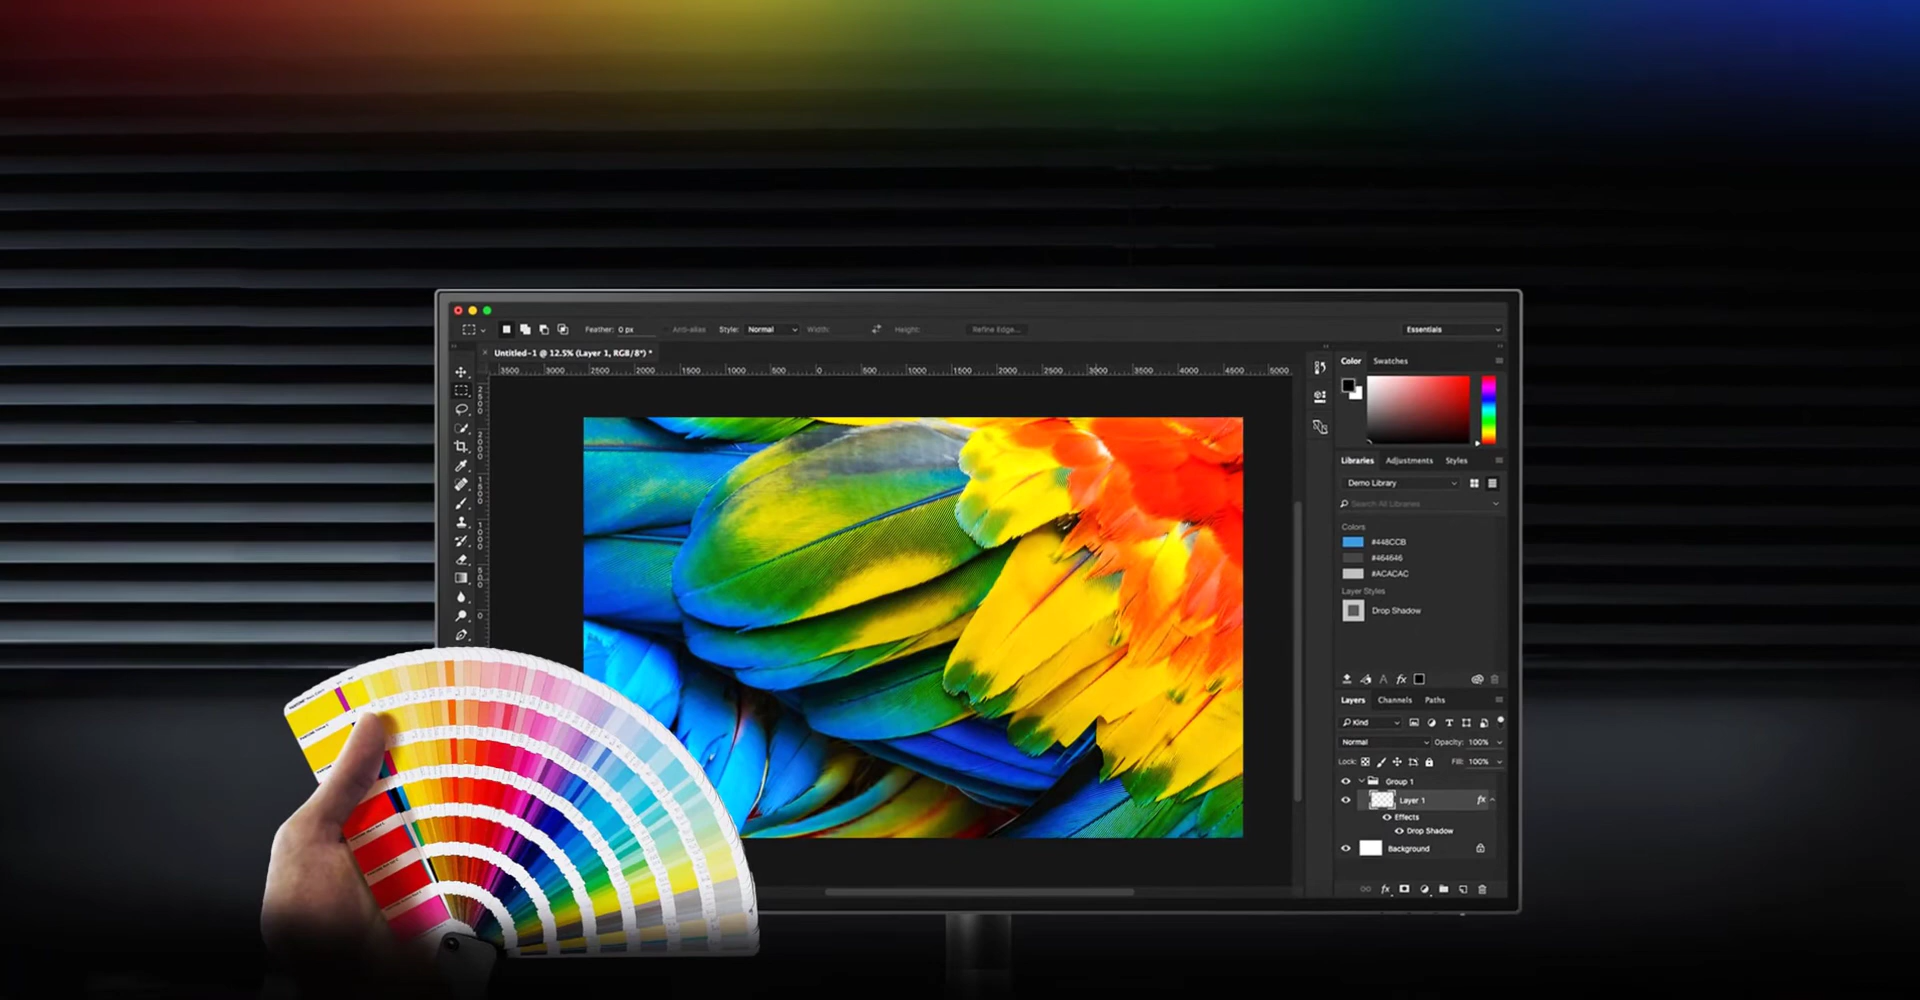 Feather: 0 px Anti-alias Style: Normal Width: Height: Refine Edge... Essentials
Untitled-1 @ 12.5% (Layer 1, RGB/8*) *
3500 3000 2500 2000 1500 1000 500 0 500 1000 1500 2000 2500 3000 3500 4000 4500 5000
Color Swatches
Libraries Adjustments Styles
Demo Library
Search All Libraries
Colors
#448CCB
#464646
#ACACAC
Layer Styles
Drop Shadow
Layers Channels Paths
Kind
Normal Opacity: 100%
Lock: Fill: 100%
Group 1
Layer 1 fx
Effects
Drop Shadow
Background